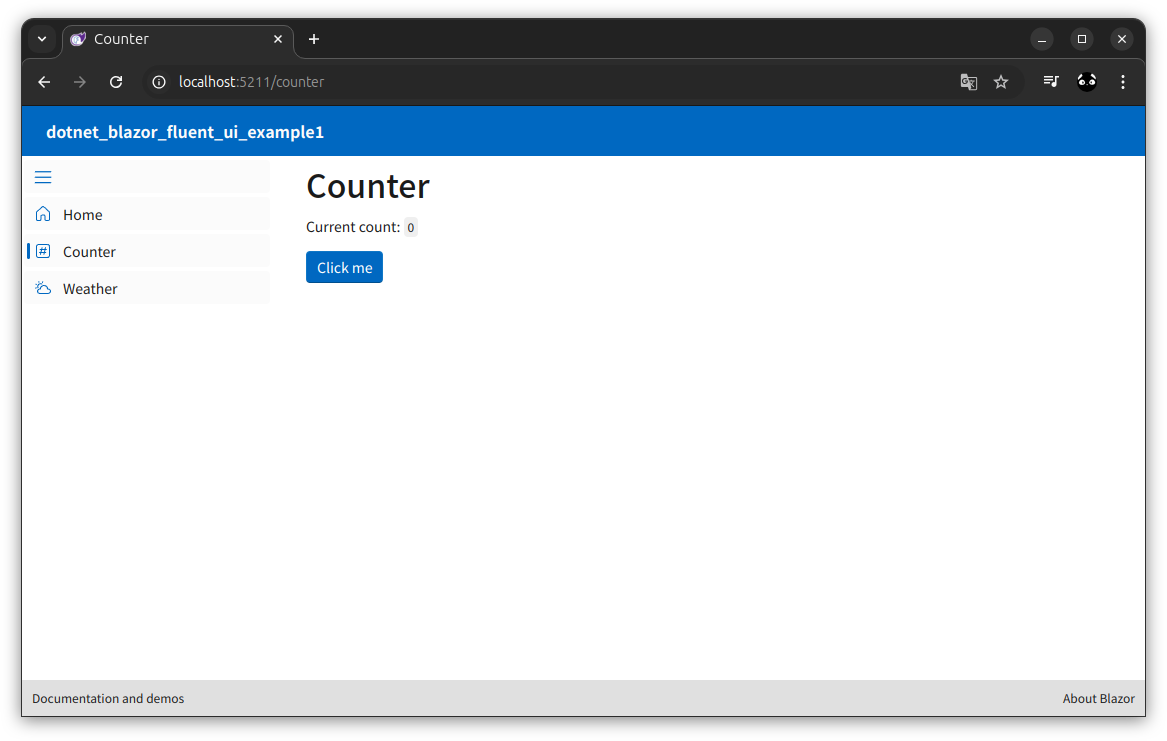 Counter
localhost:5211/counter
dotnet_blazor_fluent_ui_example1
Home
Counter
Weather
Counter
Current count: 0
Click me
Documentation and demos
About Blazor